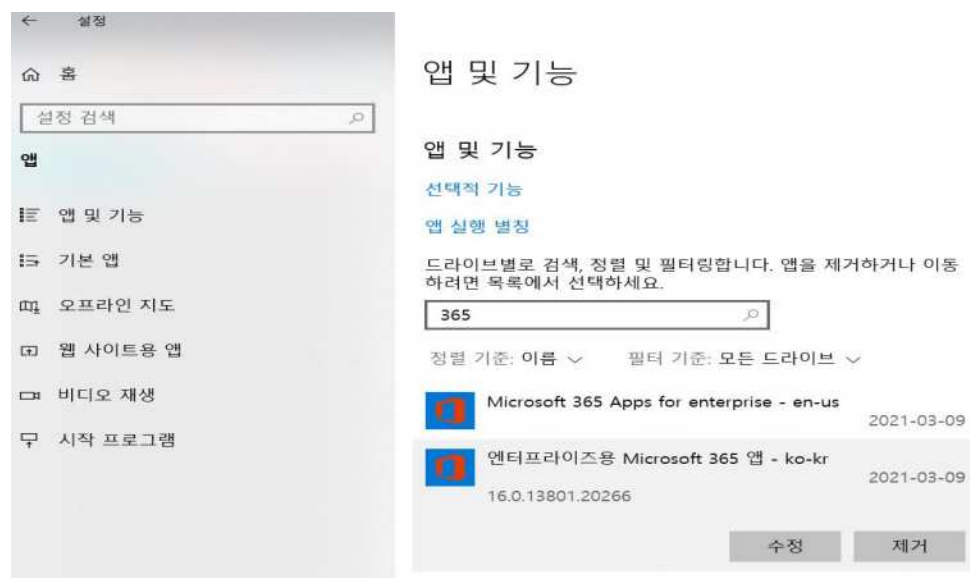 설정
홈
설정 검색
앱
앱 및 기능
기본 앱
오프라인 지도
웹 사이트용 앱
비디오 재생
시작 프로그램
앱 및 기능
앱 및 기능
선택적 기능
앱 실행 별칭
드라이브별로 검색, 정렬 및 필터링합니다. 앱을 제거하거나 이동
하려면 목록에서 선택하세요.
365
정렬 기준: 이름 필터 기준: 모든 드라이브
Microsoft 365 Apps for enterprise - en-us
2021-03-09
엔터프라이즈용 Microsoft 365 앱 - ko-kr
2021-03-09
16.0.13801.20266
수정 제거